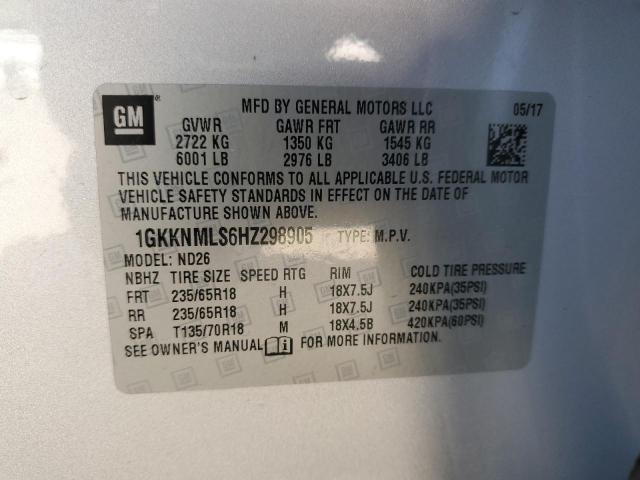 GM
MFD BY GENERAL MOTORS LLC 05/17
GVWR GAWR FRT GAWR RR
2722 KG 1350 KG 1545 KG
6001 LB 2976 LB 3406 LB
THIS VEHICLE CONFORMS TO ALL APPLICABLE U.S. FEDERAL MOTOR
VEHICLE SAFETY STANDARDS IN EFFECT ON THE DATE OF
MANUFACTURE SHOWN ABOVE.
1GKKNMLS6HZ298905 TYPE: M.P.V.
MODEL: ND26
NBHZ TIRE SIZE SPEED RTG RIM COLD TIRE PRESSURE
FRT 235/65R18 H 18X7.5J 240KPA(35PSI)
RR 235/65R18 H 18X7.5J 240KPA(35PSI)
SPA T135/70R18 M 18X4.5B 420KPA(60PSI)
SEE OWNER'S MANUAL FOR MORE INFORMATION.